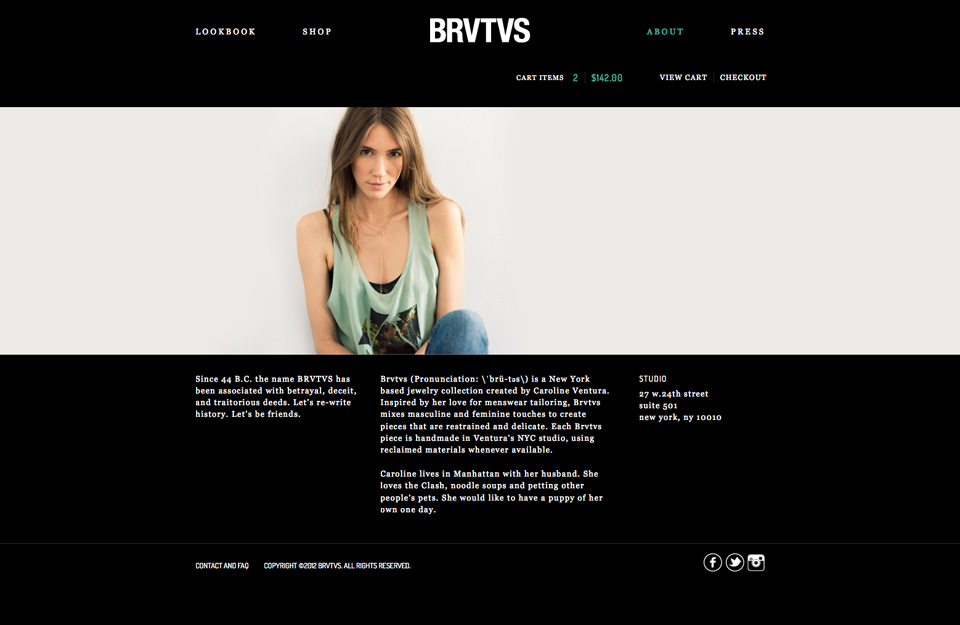 LOOKBOOK SHOP BRVTVS ABOUT PRESS
CART ITEMS 2 $142.00 VIEW CART CHECKOUT
Since 44 B.C. the name BRVTVS has
been associated with betrayal, deceit,
and traitorous deeds. Let's re-write
history. Let's be friends.
Brvtvs (Pronunciation: \ˈbrü-təs\) is a New York
based jewelry collection created by Caroline Ventura.
Inspired by her love for menswear tailoring, Brvtvs
mixes masculine and feminine touches to create
pieces that are restrained and delicate. Each Brvtvs
piece is handmade in Ventura's NYC studio, using
reclaimed materials whenever available.
Caroline lives in Manhattan with her husband. She
loves the Clash, noodle soups and petting other
people's pets. She would like to have a puppy of her
own one day.
STUDIO
27 w.24th street
suite 501
new york, ny 10010
CONTACT AND FAQ COPYRIGHT ©2012 BRVTVS. ALL RIGHTS RESERVED.